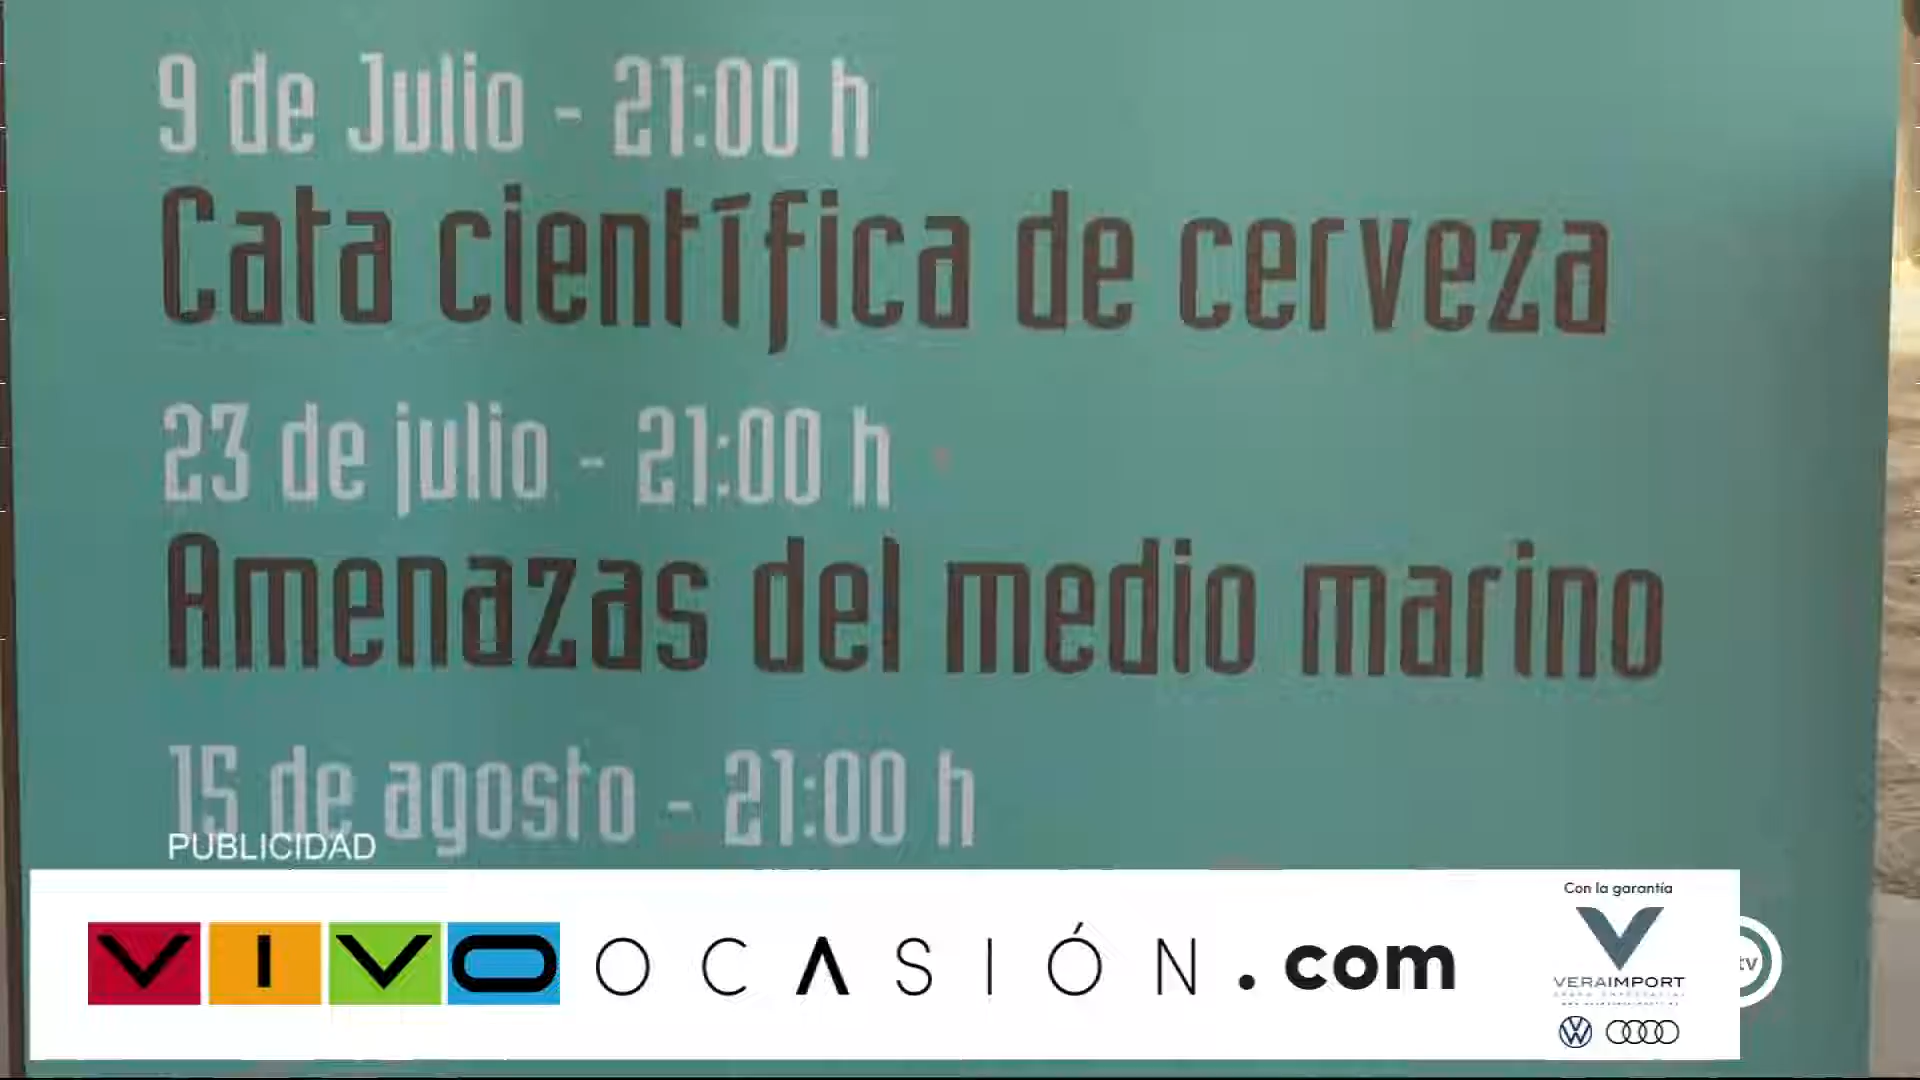 9 de Julio - 21:00 h
Cata científica de cerveza
23 de julio - 21:00 h
Amenazas del medio marino
15 de agosto - 21:00 h
PUBLICIDAD
VIVO OCASIÓN.com
Con la garantía
VERAIMPORT
tv